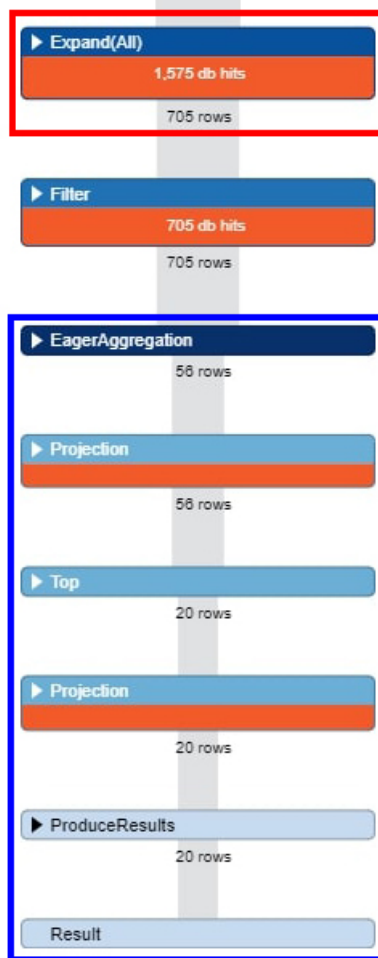 Expand(All)
1,575 db hits
705 rows
Filter
705 db hits
705 rows
EagerAggregation
56 rows
Projection
56 rows
Top
20 rows
Projection
20 rows
ProduceResults
20 rows
Result